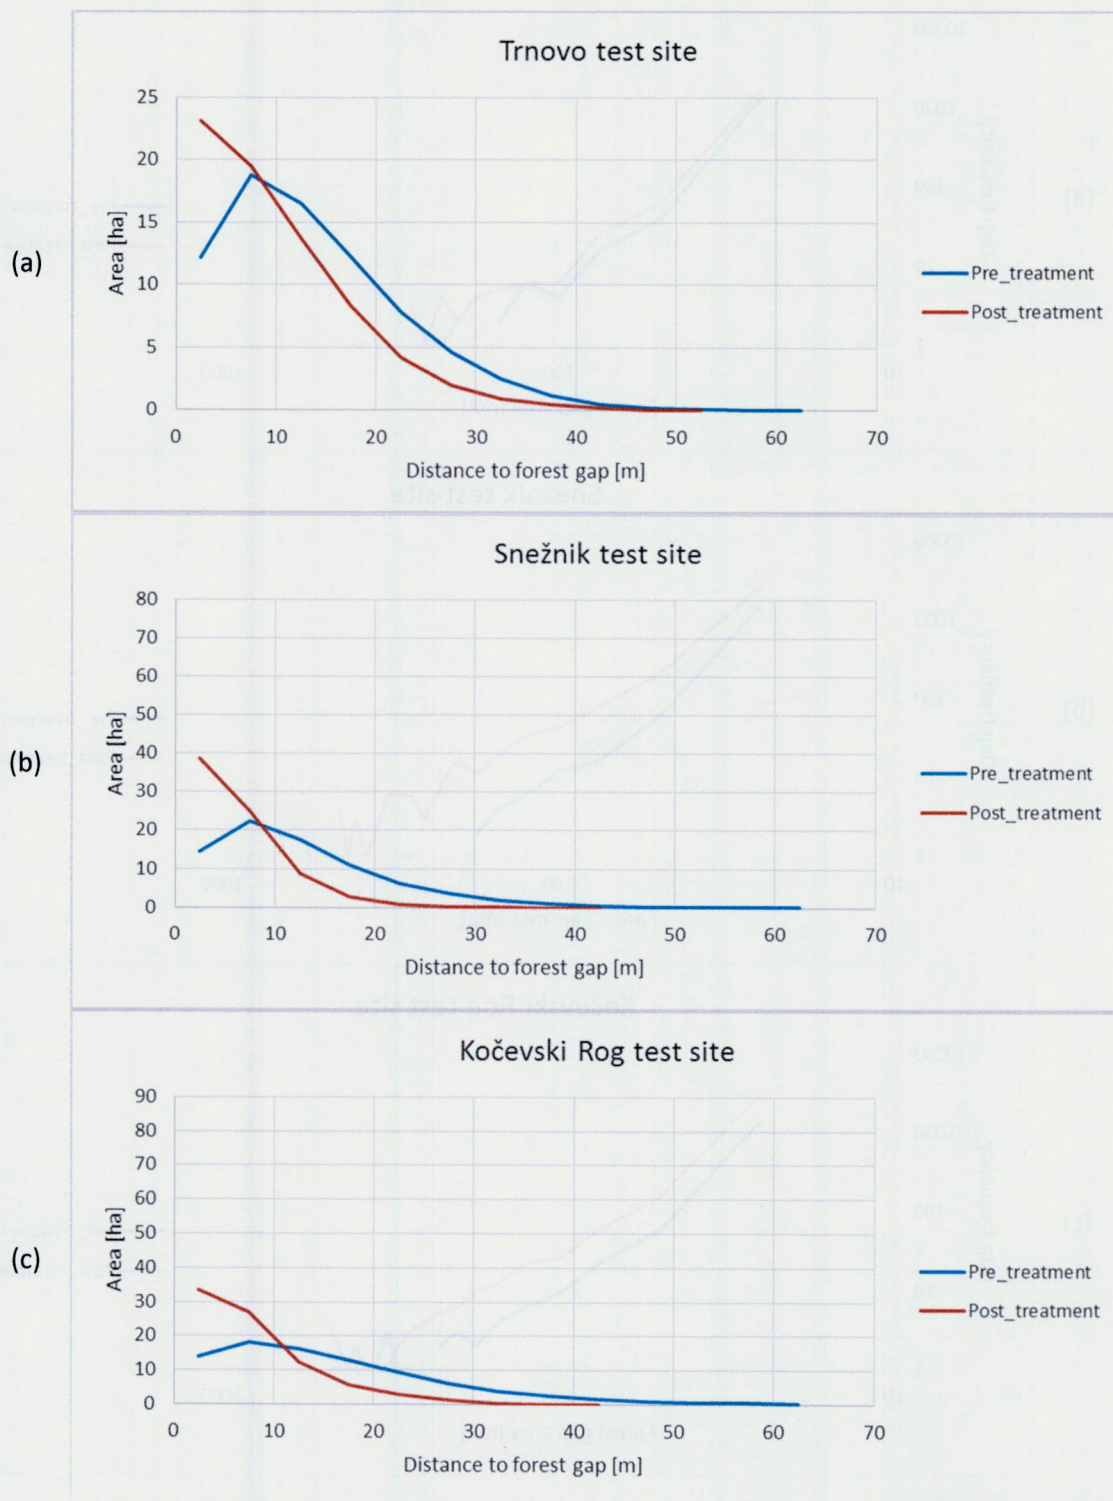 Trnovo test site
25
20
15
10
5
0
Area [ha]
0 10 20 30 40 50 60 70
Distance to forest gap [m]
Pre_treatment
Post_treatment
(a)
Snežnik test site
80
70
60
50
40
30
20
10
0
Area [ha]
0 10 20 30 40 50 60 70
Distance to forest gap [m]
Pre_treatment
Post_treatment
(b)
Kočevski Rog test site
90
80
70
60
50
40
30
20
10
0
Area [ha]
0 10 20 30 40 50 60 70
Distance to forest gap [m]
Pre_treatment
Post_treatment
(c)